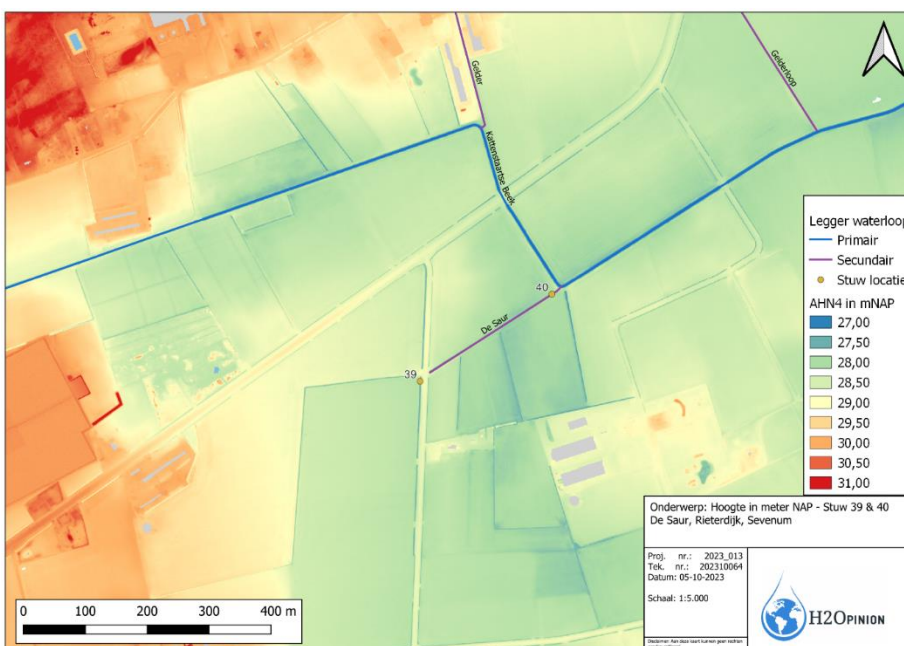 Gelder
Gelderloop
Kattenstaartse Beek
De Saur
40
39
Legger waterloop
Primair
Secundair
Stuw locatie
AHN4 in mNAP
27,00
27,50
28,00
28,50
29,00
29,50
30,00
30,50
31,00
Onderwerp: Hoogte in meter NAP - Stuw 39 & 40
De Saur, Rieterdijk, Sevenum
Proj. nr.: 2023_013
Tek. nr.: 202310064
Datum: 05-10-2023
Schaal: 1:5.000
H2OPINION
0 100 200 300 400 m